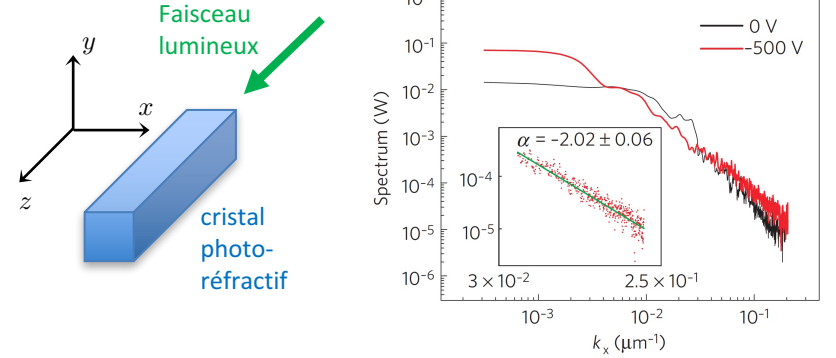 Faisceau
lumineux
y
x
z
cristal
photo-
réfractif
10⁻¹
10⁻²
10⁻³
10⁻⁴
10⁻⁵
10⁻⁶
Spectrum (W)
0 V
-500 V
α = -2.02 ± 0.06
10⁻⁴
10⁻⁵
3 × 10⁻²
2.5 × 10⁻¹
10⁻³
10⁻²
10⁻¹
kₓ (μm⁻¹)